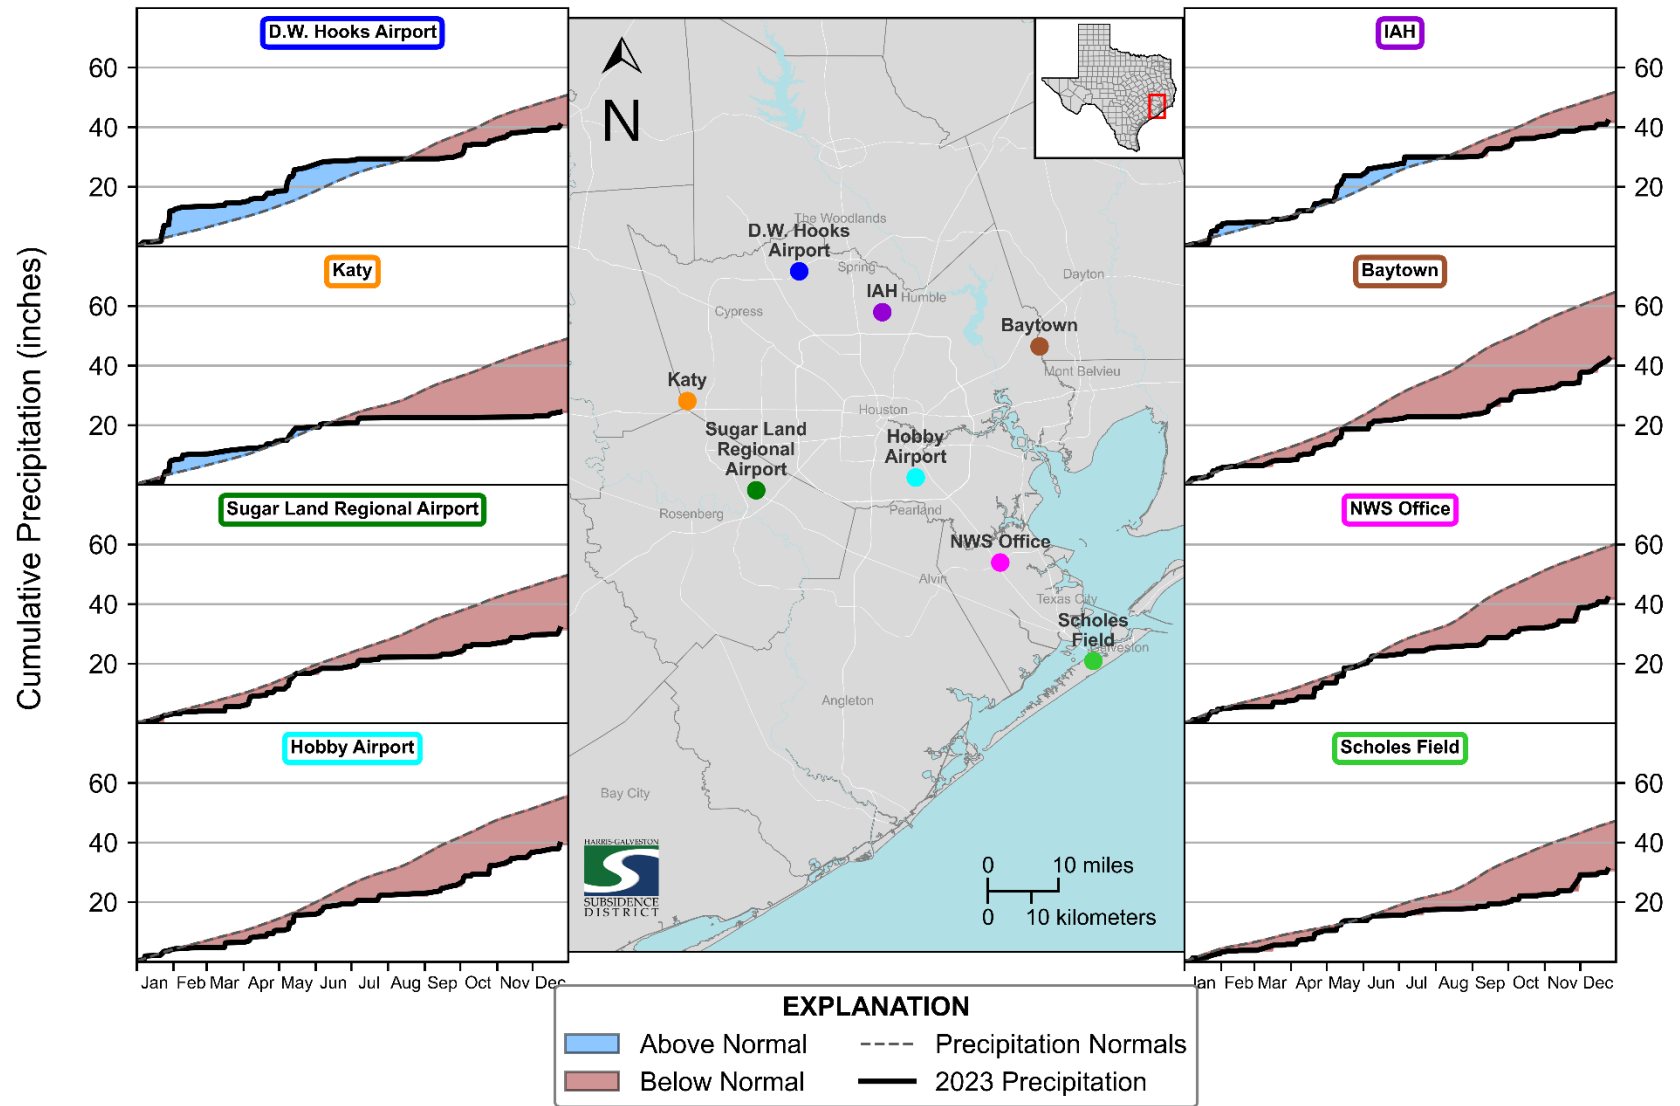 Cumulative Precipitation (inches)
D.W. Hooks Airport
60
40
20
Katy
60
40
20
Sugar Land Regional Airport
60
40
20
Hobby Airport
60
40
20
Jan Feb Mar Apr May Jun Jul Aug Sep Oct Nov Dec
N
The Woodlands
D.W. Hooks
Airport
Spring
IAH
Humble
Dayton
Cypress
Baytown
Mont Belvieu
Katy
Houston
Sugar Land
Regional
Airport
Hobby
Airport
Rosenberg
Pearland
NWS Office
Alvin
Texas City
Scholes
Field
Galveston
Angleton
Bay City
HARRIS-GALVESTON
SUBSIDENCE
DISTRICT
0 10 miles
0 10 kilometers
IAH
60
40
20
Baytown
60
40
20
NWS Office
60
40
20
Scholes Field
60
40
20
Jan Feb Mar Apr May Jun Jul Aug Sep Oct Nov Dec
EXPLANATION
Above Normal
Precipitation Normals
Below Normal
2023 Precipitation